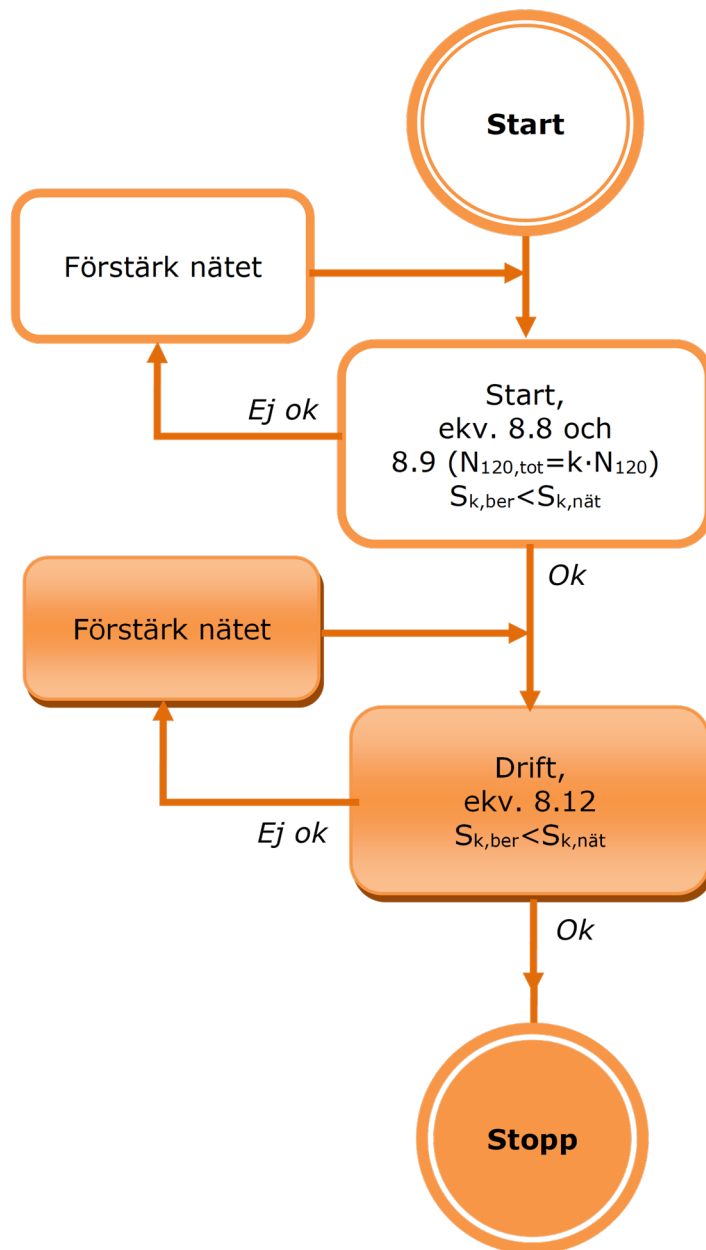 Start
Förstärk nätet
Ej ok
Start,
ekv. 8.8 och
8.9 (N120,tot=k·N120)
Sk,ber<Sk,nät
Ok
Förstärk nätet
Ej ok
Drift,
ekv. 8.12
Sk,ber<Sk,nät
Ok
Stopp